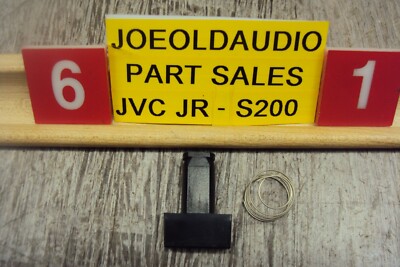 6
JOEOLDAUDIO
PART SALES
JVC JR - S200
1